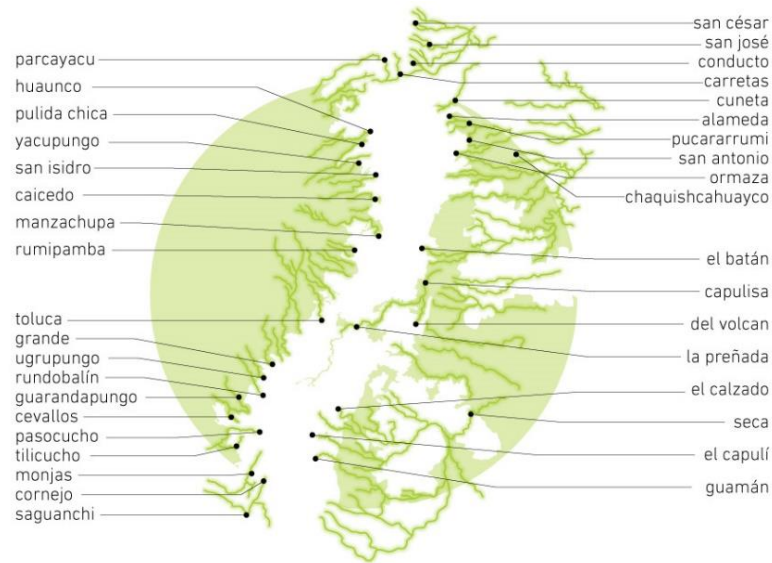 parcayacu
huaunco
pulida chica
yacupungo
san isidro
caicedo
manzachupa
rumipamba
toluca
grande
ugrupungo
rundobalín
guarandapungo
cevallos
pasocucho
tilicucho
monjas
cornejo
saguanchi
san césar
san josé
conducto
carretas
cuneta
alameda
pucararrumi
san antonio
ormaza
chaquishcahuayco
el batán
capulisa
del volcan
la preñada
el calzado
seca
el capulí
guamán